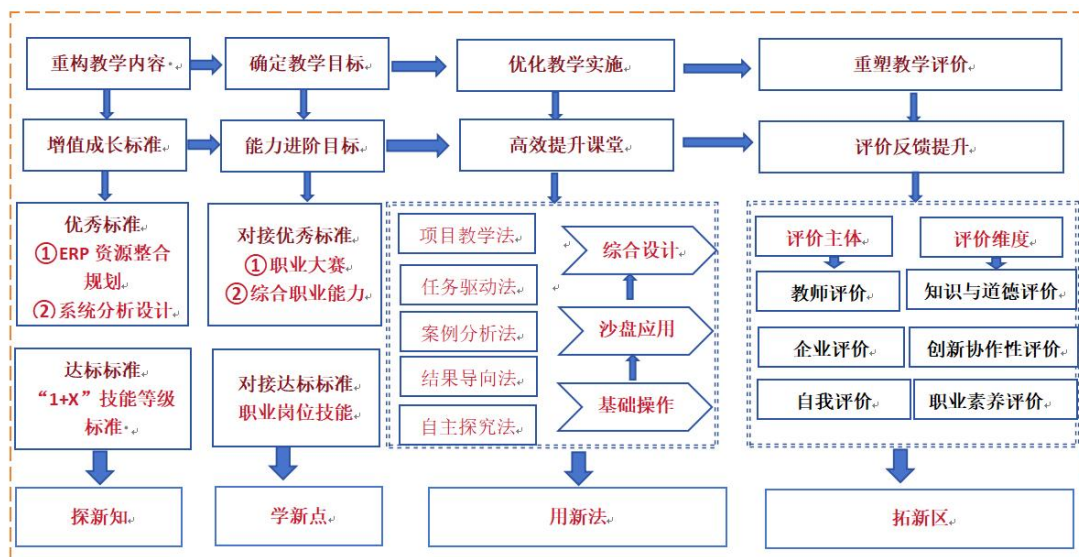 重构教学内容
确定教学目标
优化教学实施
重塑教学评价
增值成长标准
能力进阶目标
高效提升课堂
评价反馈提升
优秀标准
①ERP 资源整合
规划
②系统分析设计
达标标准
“1+X”技能等级
标准
对接优秀标准
①职业大赛
②综合职业能力
对接达标标准
职业岗位技能
项目教学法
任务驱动法
案例分析法
结果导向法
自主探究法
综合设计
沙盘应用
基础操作
评价主体
评价维度
教师评价
知识与道德评价
企业评价
创新协作性评价
自我评价
职业素养评价
探新知
学新点
用新法
拓新区